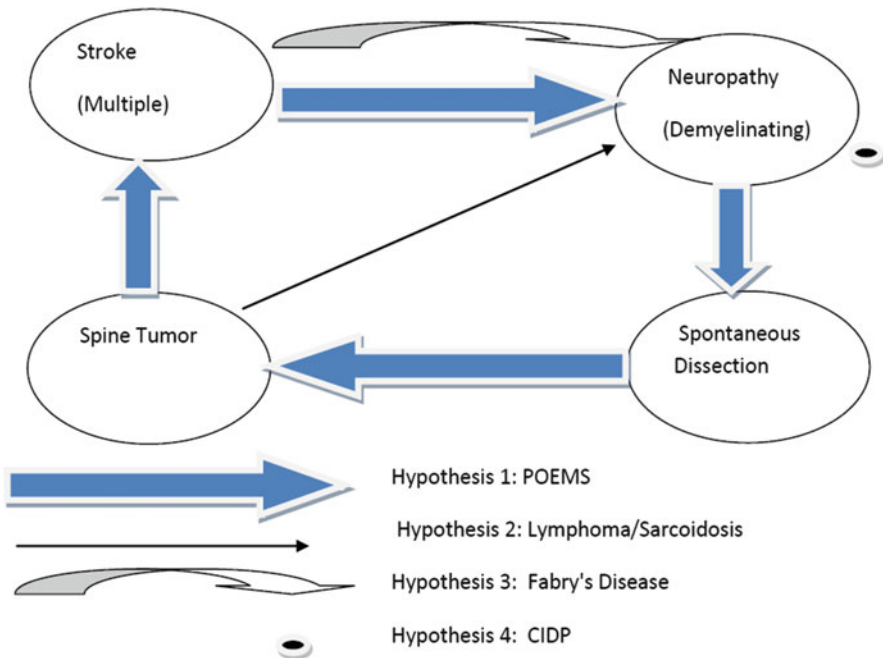 Stroke
(Multiple)
Neuropathy
(Demyelinating)
Spine Tumor
Spontaneous
Dissection
Hypothesis 1: POEMS
Hypothesis 2: Lymphoma/Sarcoidosis
Hypothesis 3: Fabry's Disease
Hypothesis 4: CIDP